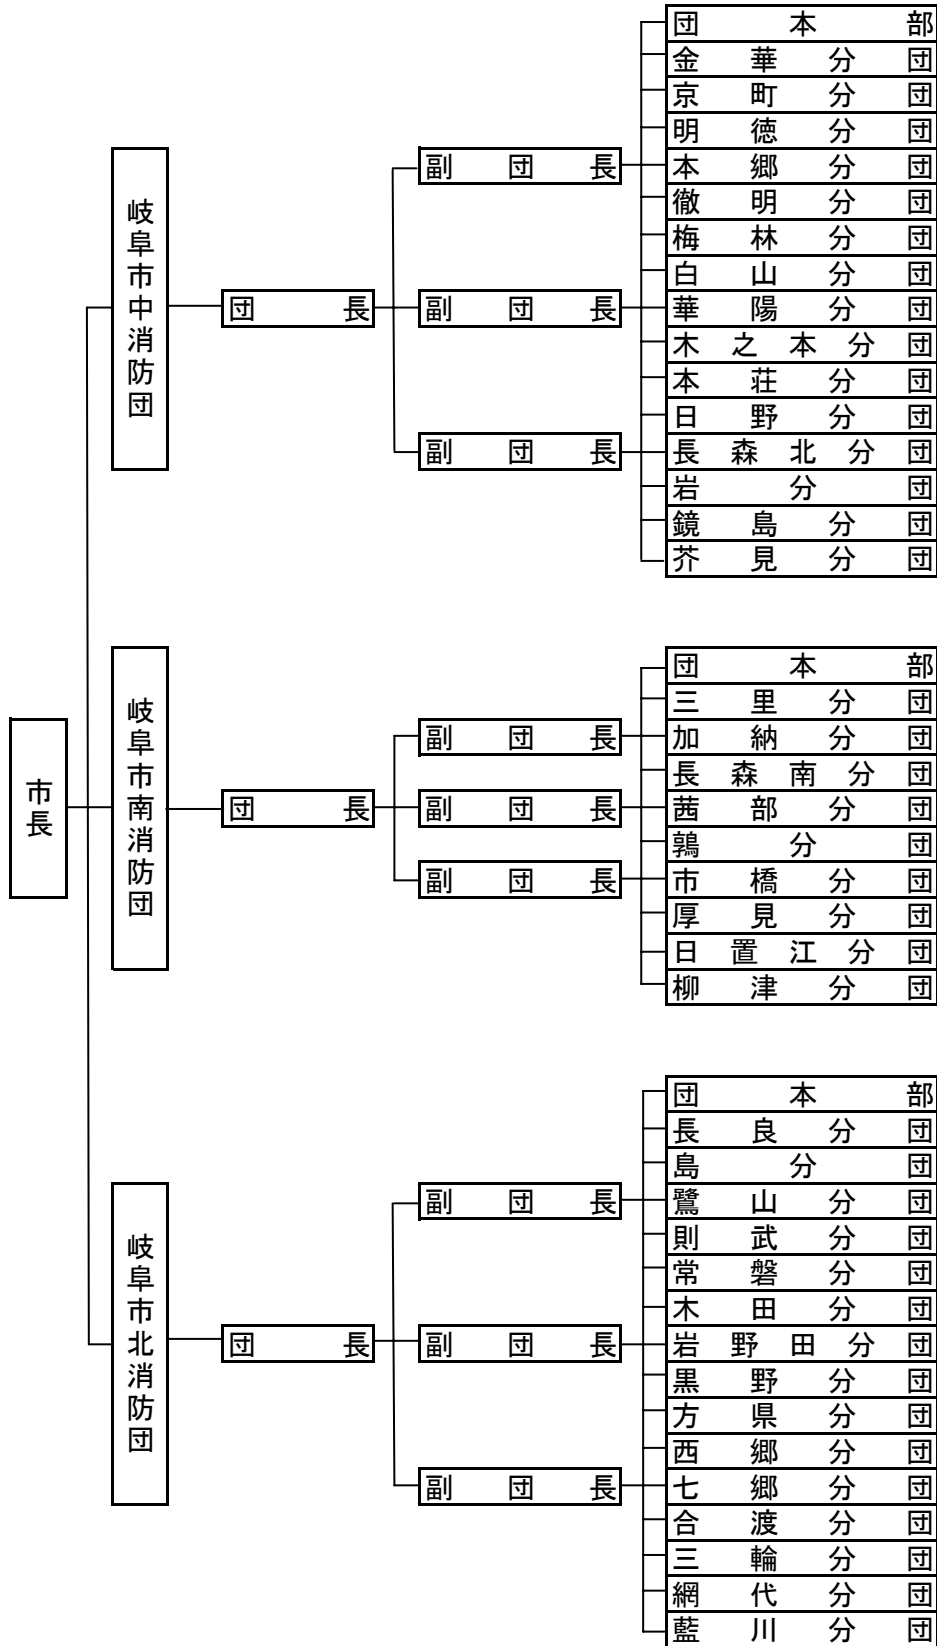 市長
岐阜市中消防団
団長
副団長
副団長
副団長
団本部
金華分団
京町分団
明徳分団
本郷分団
徹明分団
梅林分団
白山分団
華陽分団
木之本分団
本荘分団
日野分団
長森北分団
岩分団
鏡島分団
芥見分団
岐阜市南消防団
団長
副団長
副団長
副団長
団本部
三里分団
加納分団
長森南分団
茜部分団
鶉分団
市橋分団
厚見分団
日置江分団
柳津分団
岐阜市北消防団
団長
副団長
副団長
副団長
団本部
長良分団
島分団
鷺山分団
則武分団
常磐分団
木田分団
岩野田分団
黒野分団
方県分団
西郷分団
七郷分団
合渡分団
三輪分団
網代分団
藍川分団